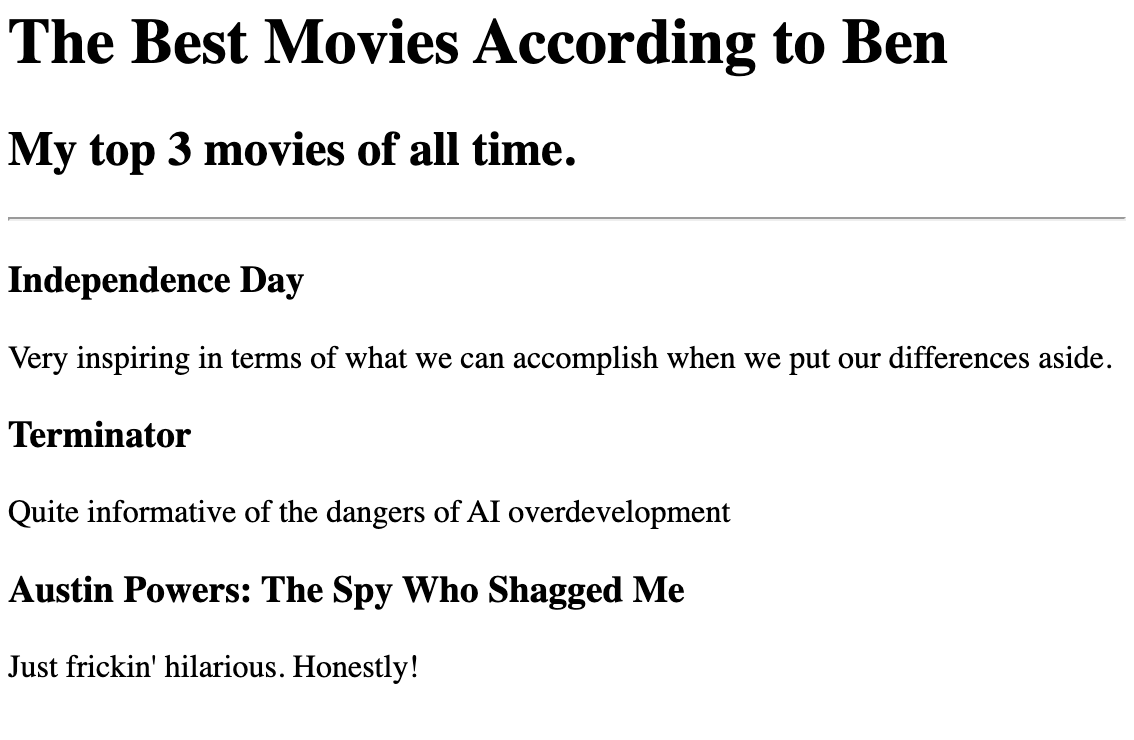 The Best Movies According to Ben
My top 3 movies of all time.
Independence Day
Very inspiring in terms of what we can accomplish when we put our differences aside.
Terminator
Quite informative of the dangers of AI overdevelopment
Austin Powers: The Spy Who Shagged Me
Just frickin' hilarious. Honestly!